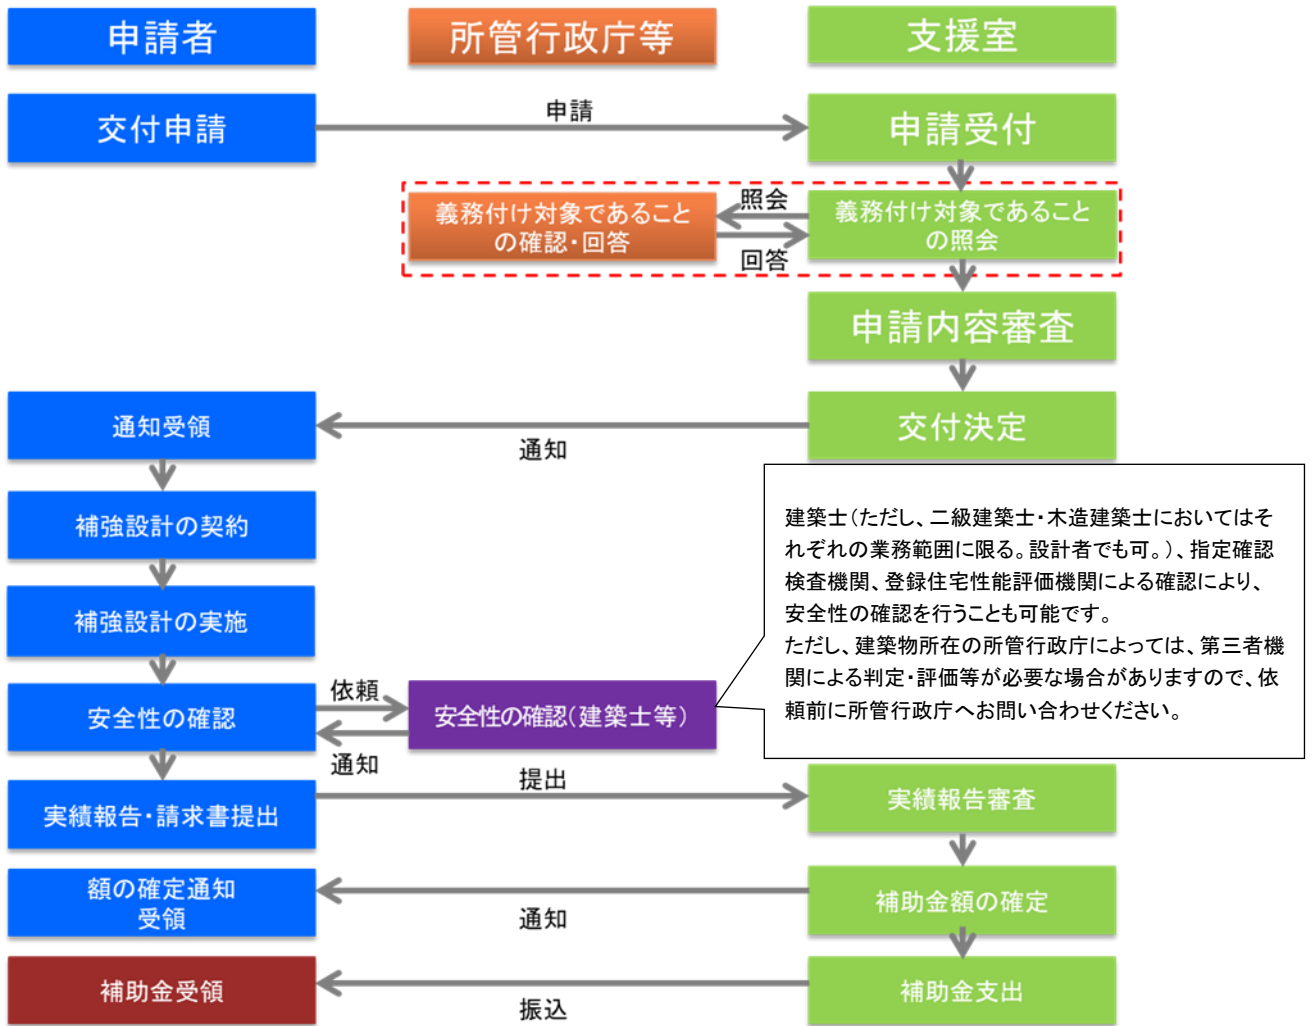 申請者
所管行政庁等
支援室
交付申請
申請
申請受付
義務付け対象であること
の確認・回答
照会
回答
義務付け対象であること
の照会
申請内容審査
通知受領
通知
交付決定
補強設計の契約
補強設計の実施
建築士(ただし、二級建築士・木造建築士においてはそ
れぞれの業務範囲に限る。設計者でも可。)、指定確認
検査機関、登録住宅性能評価機関による確認により、
安全性の確認を行うことも可能です。
ただし、建築物所在の所管行政庁によっては、第三者機
関による判定・評価等が必要な場合がありますので、依
頼前に所管行政庁へお問い合わせください。
安全性の確認
依頼
通知
安全性の確認(建築士等)
実績報告・請求書提出
提出
実績報告審査
額の確定通知
受領
通知
補助金額の確定
補助金受領
振込
補助金支出